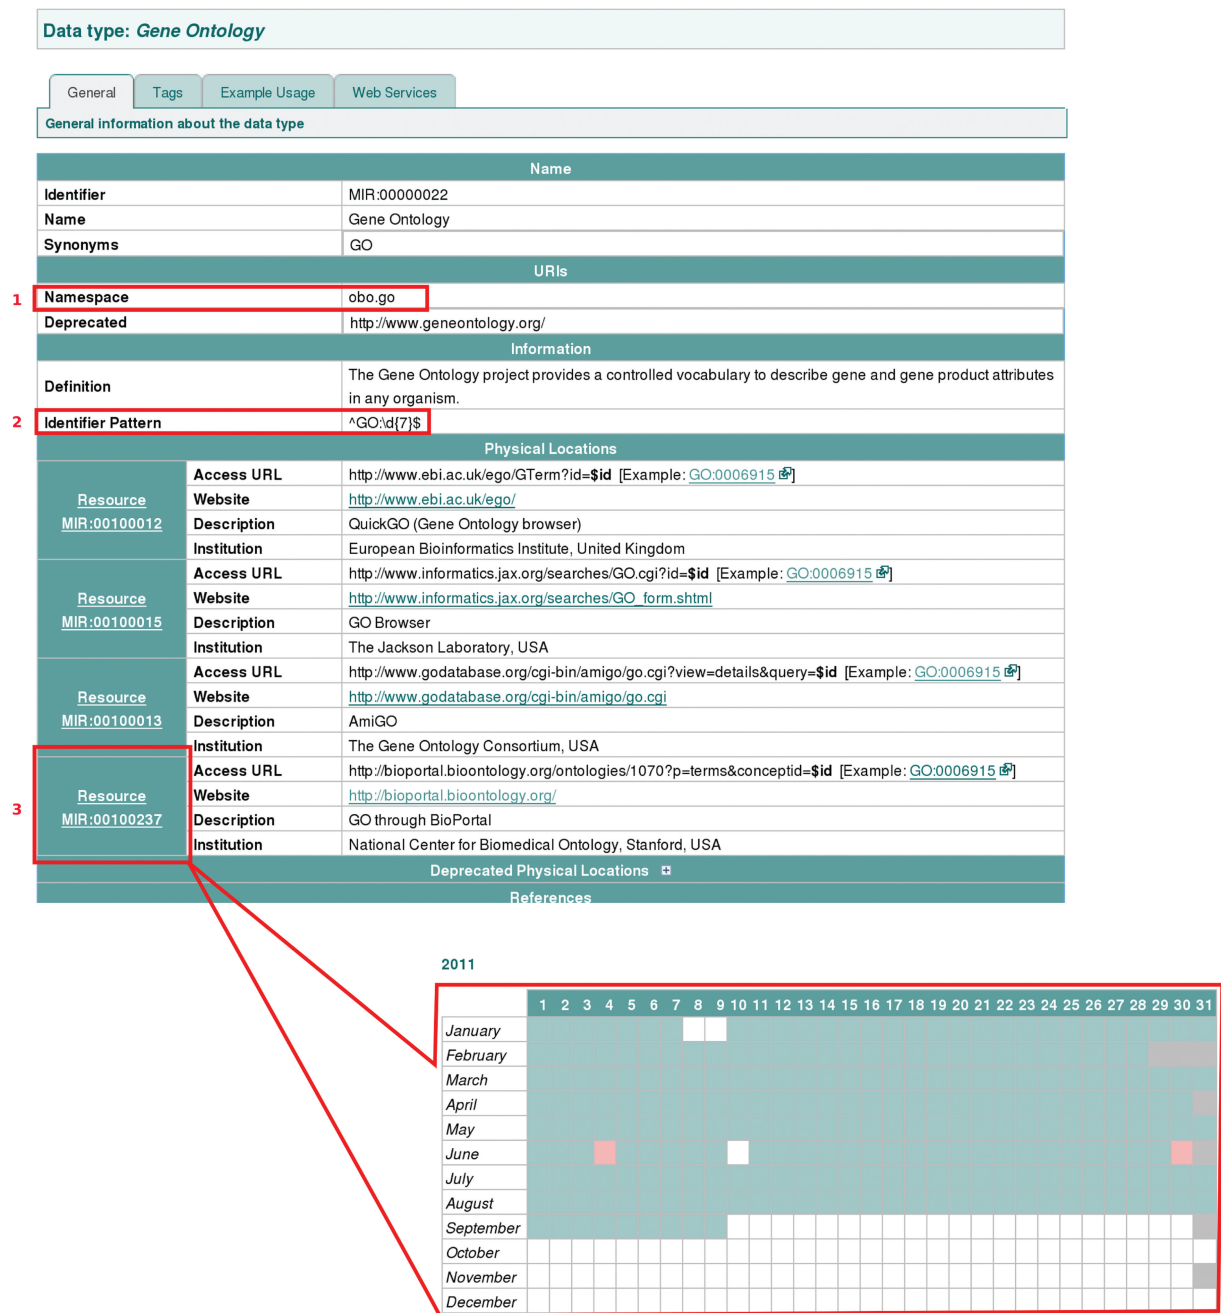 Data type: Gene Ontology
General Tags Example Usage Web Services
General information about the data type
Name
Identifier MIR:00000022
Name Gene Ontology
Synonyms GO
URIs
1 Namespace obo.go
Deprecated http://www.geneontology.org/
Information
Definition The Gene Ontology project provides a controlled vocabulary to describe gene and gene product attributes
in any organism.
2 Identifier Pattern ^GO:\d{7}$
Physical Locations
Resource
MIR:00100012
Access URL http://www.ebi.ac.uk/ego/GTerm?id=$id [Example: GO:0006915]
Website http://www.ebi.ac.uk/ego/
Description QuickGO (Gene Ontology browser)
Institution European Bioinformatics Institute, United Kingdom
Resource
MIR:00100015
Access URL http://www.informatics.jax.org/searches/GO.cgi?id=$id [Example: GO:0006915]
Website http://www.informatics.jax.org/searches/GO_form.shtml
Description GO Browser
Institution The Jackson Laboratory, USA
Resource
MIR:00100013
Access URL http://www.godatabase.org/cgi-bin/amigo/go.cgi?view=details&query=$id [Example: GO:0006915]
Website http://www.godatabase.org/cgi-bin/amigo/go.cgi
Description AmiGO
Institution The Gene Ontology Consortium, USA
3
Resource
MIR:00100237
Access URL http://bioportal.bioontology.org/ontologies/1070?p=terms&conceptid=$id [Example: GO:0006915]
Website http://bioportal.bioontology.org/
Description GO through BioPortal
Institution National Center for Biomedical Ontology, Stanford, USA
Deprecated Physical Locations +
References
2011
1 2 3 4 5 6 7 8 9 10 11 12 13 14 15 16 17 18 19 20 21 22 23 24 25 26 27 28 29 30 31
January
February
March
April
May
June
July
August
September
October
November
December